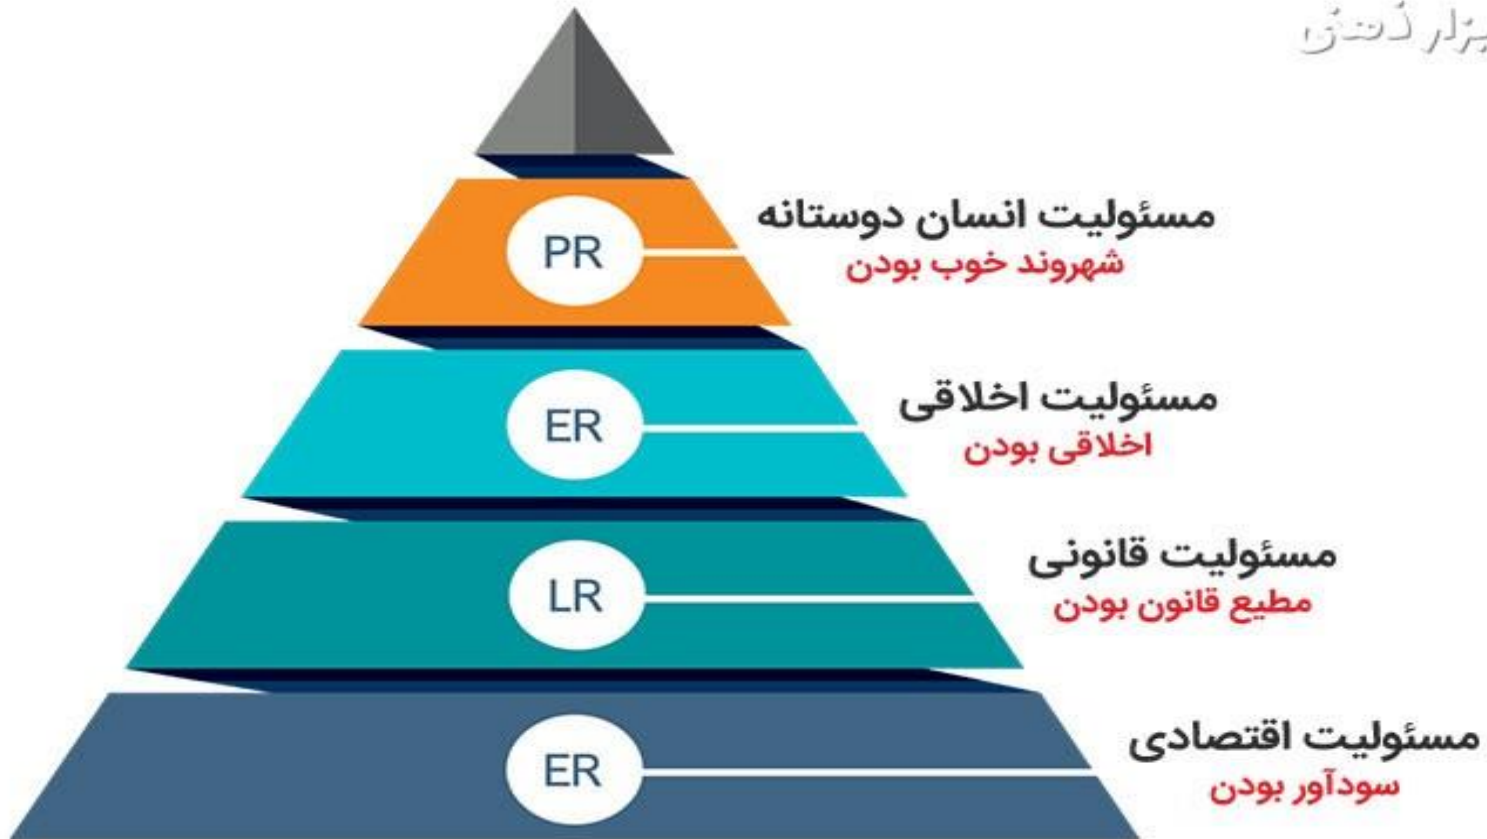 مسئولیت انسان دوستانه
شهروند خوب بودن
PR
مسئولیت اخلاقی
اخلاقی بودن
ER
مسئولیت قانونی
مطیع قانون بودن
LR
مسئولیت اقتصادی
سودآور بودن
ER